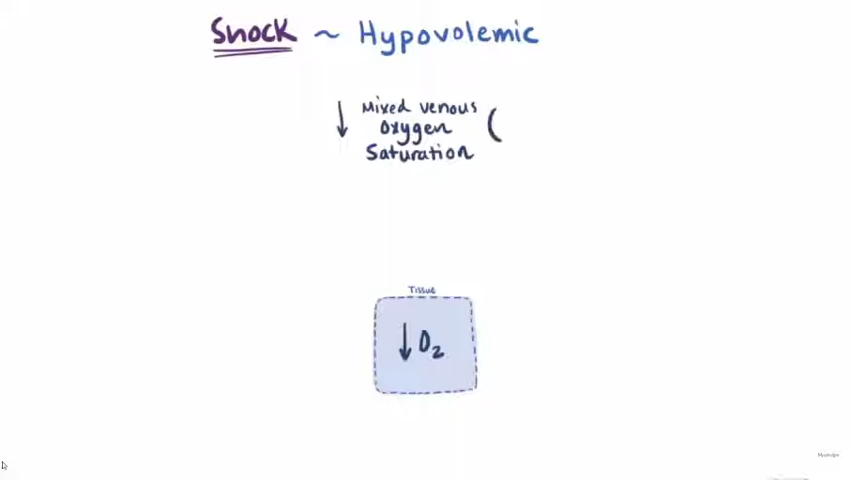 Shock ~ Hypovolemic
↓ Mixed venous
Oxygen (
Saturation
Tissue
↓ O₂